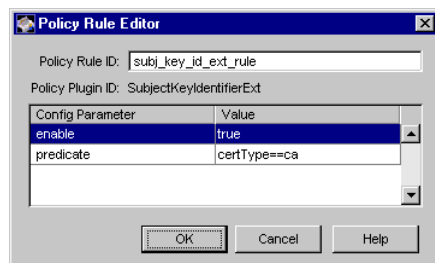 Policy Rule Editor
Policy Rule ID: subj_key_id_ext_rule
Policy Plugin ID: SubjectKeyIdentifierExt
Config Parameter Value
enable true
predicate certType==ca
OK Cancel Help